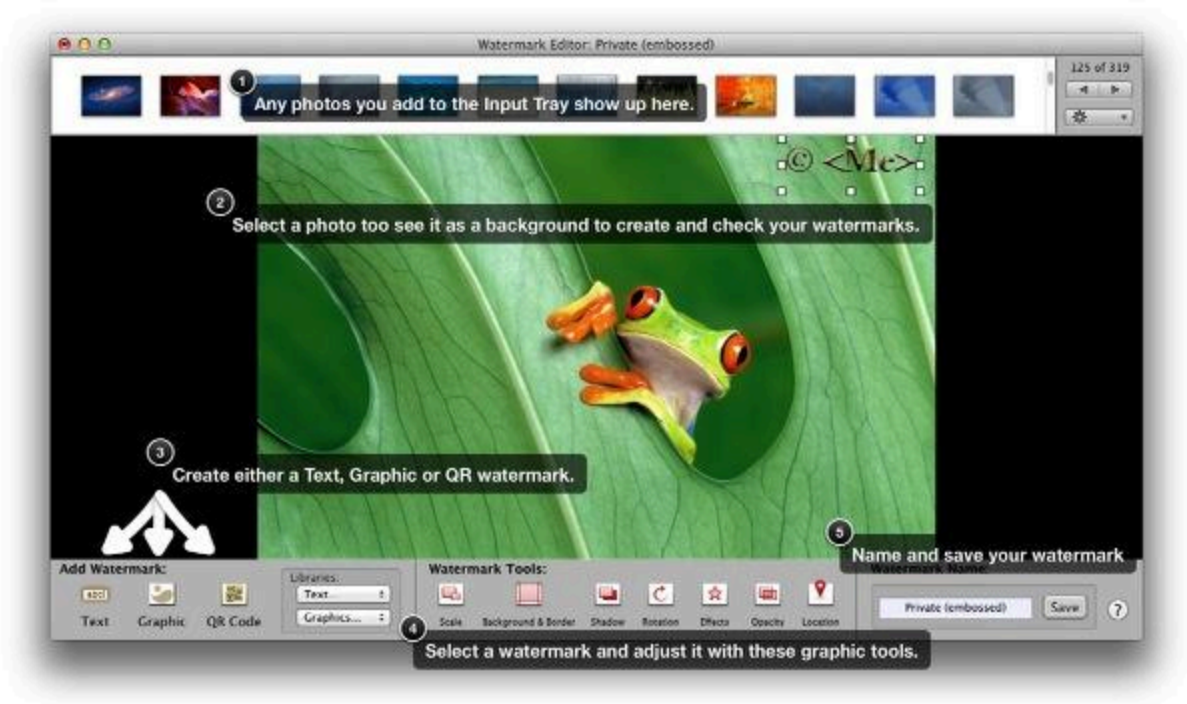 Watermark Editor: Private (embossed)
125 of 319
1
Any photos you add to the Input Tray show up here.
© <Me>
2
Select a photo too see it as a background to create and check your watermarks.
3
Create either a Text, Graphic or QR watermark.
5
Name and save your watermark
Add Watermark:
Text
Graphic
QR Code
Libraries:
Text...
Graphics...
Watermark Tools:
Scale
Background & Border
Shadow
Rotation
Effects
Opacity
Location
Watermark Name:
Private (embossed)
Save
?
4
Select a watermark and adjust it with these graphic tools.